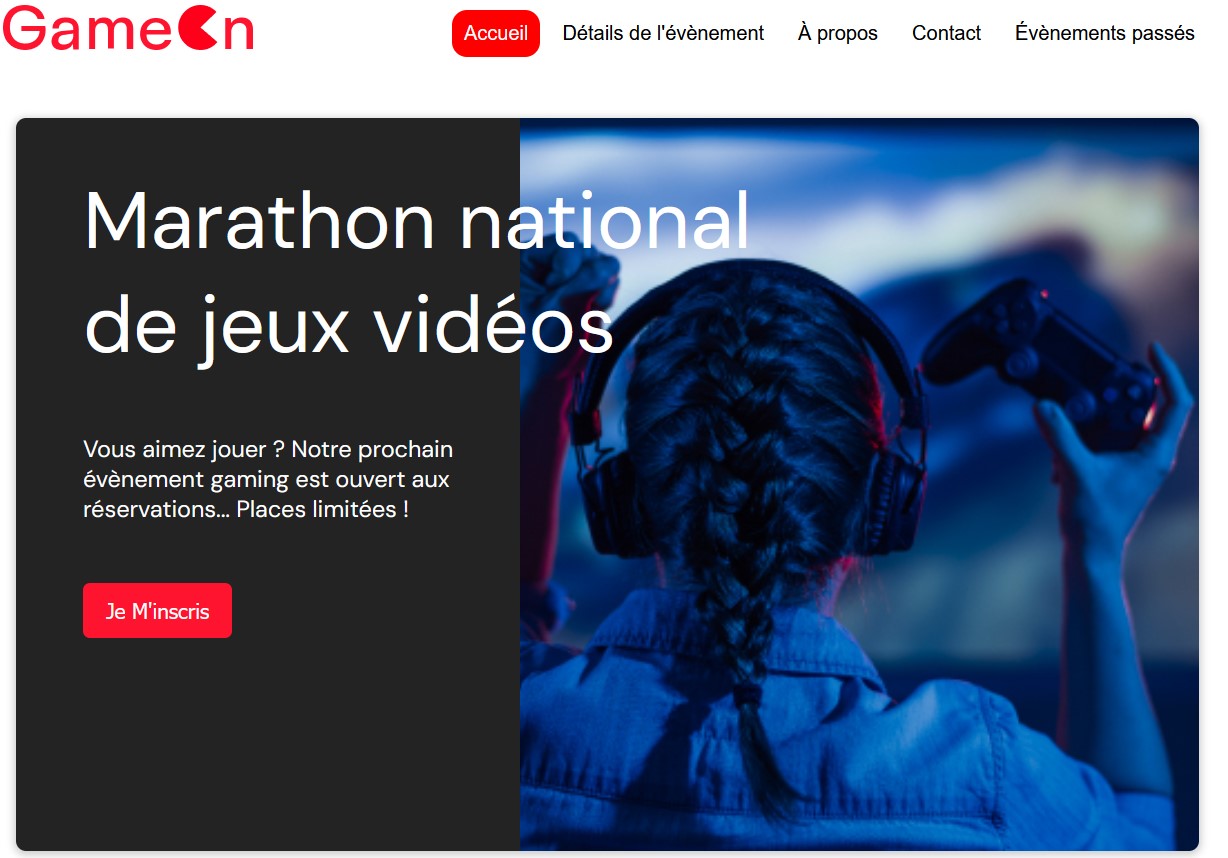 GameOn
Accueil Détails de l'évènement À propos Contact Évènements passés
Marathon national
de jeux vidéos
Vous aimez jouer ? Notre prochain
évènement gaming est ouvert aux
réservations... Places limitées !
Je M'inscris